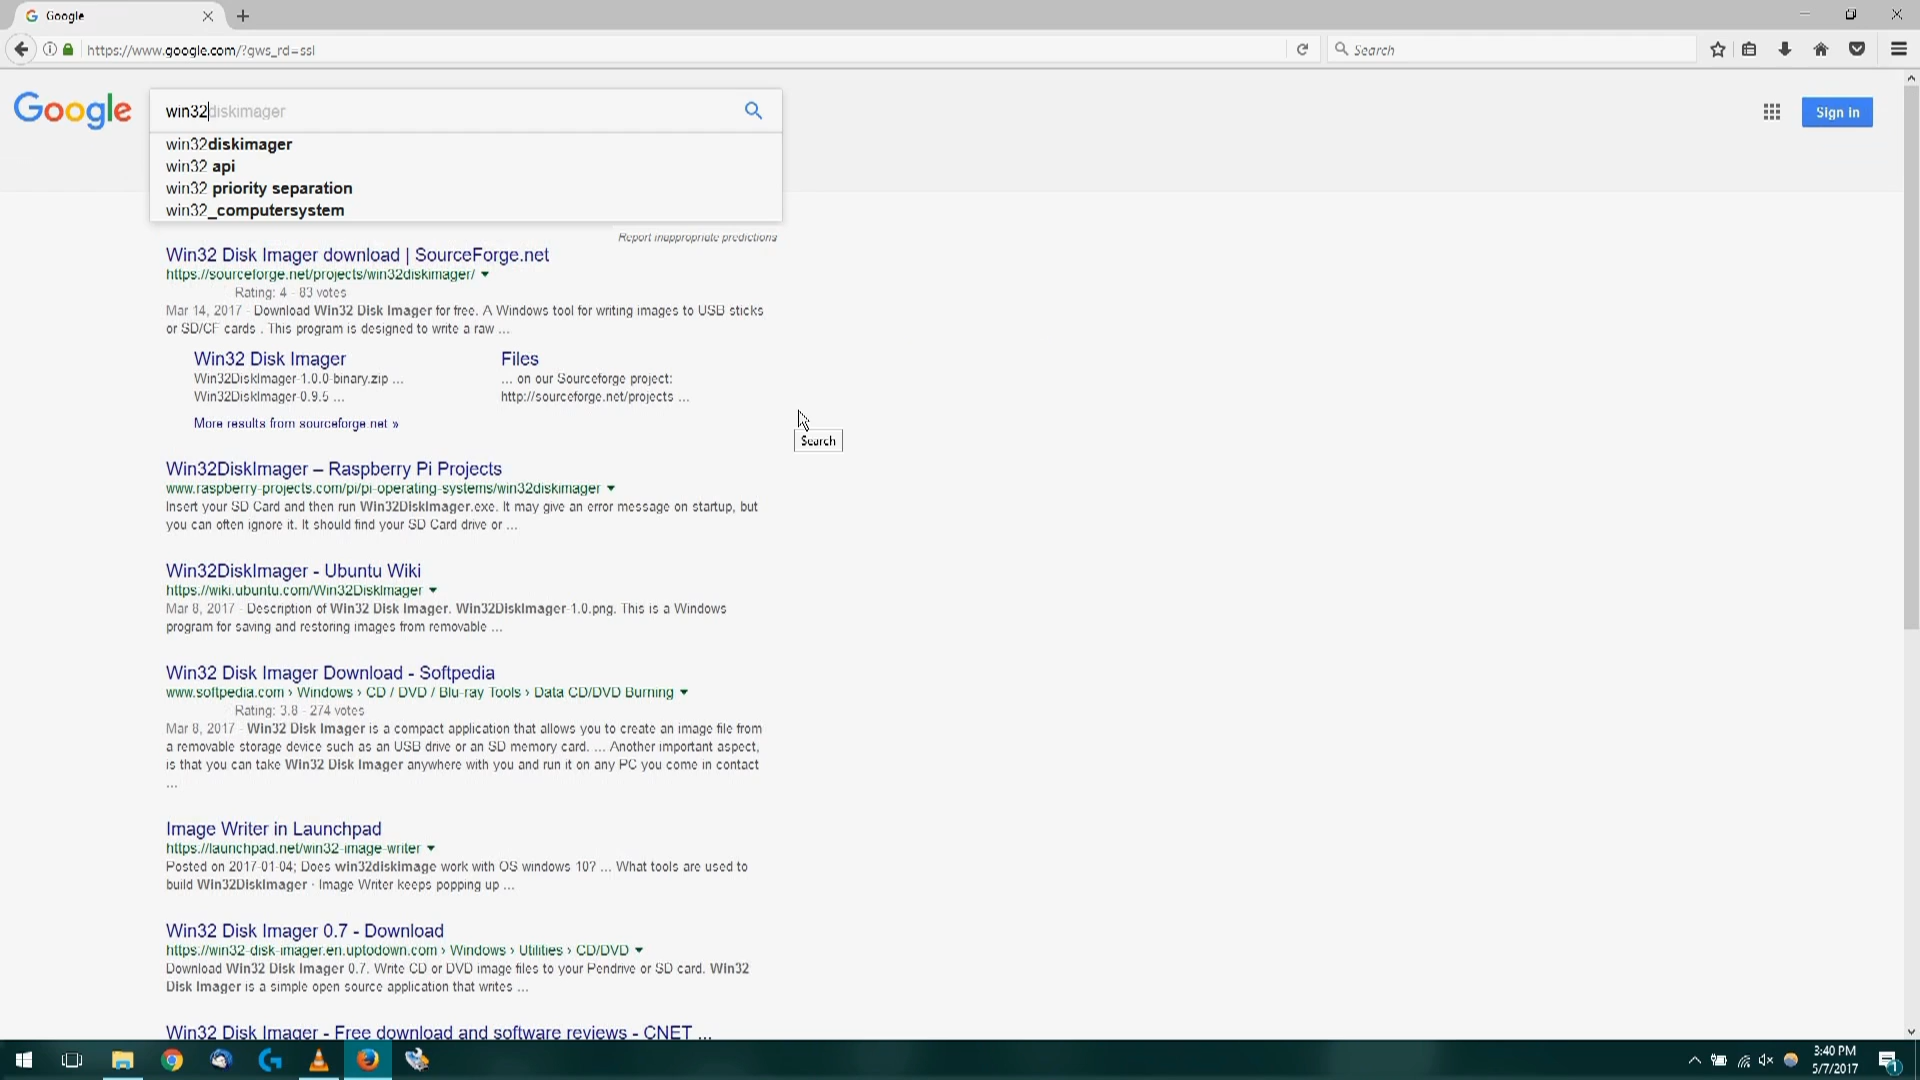 Google
https://www.google.com/?gws_rd=ssl
Search
Google
win32diskimager
Sign in
win32diskimager
win32 api
win32 priority separation
win32_computersystem
Report inappropriate predictions
Win32 Disk Imager download | SourceForge.net
https://sourceforge.net/projects/win32diskimager/
Rating: 4 - 83 votes
Mar 14, 2017 - Download Win32 Disk Imager for free. A Windows tool for writing images to USB sticks
or SD/CF cards . This program is designed to write a raw ...
Win32 Disk Imager
Files
Win32DiskImager-1.0.0-binary.zip ...
... on our Sourceforge project:
Win32DiskImager-0.9.5 ...
http://sourceforge.net/projects ...
More results from sourceforge.net »
Search
Win32DiskImager – Raspberry Pi Projects
www.raspberry-projects.com/pi/pi-operating-systems/win32diskimager
Insert your SD Card and then run Win32DiskImager.exe. It may give an error message on startup, but
you can often ignore it. It should find your SD Card drive or ...
Win32DiskImager - Ubuntu Wiki
https://wiki.ubuntu.com/Win32DiskImager
Mar 8, 2017 - Description of Win32 Disk Imager. Win32DiskImager-1.0.png. This is a Windows
program for saving and restoring images from removable ...
Win32 Disk Imager Download - Softpedia
www.softpedia.com › Windows › CD / DVD / Blu-ray Tools › Data CD/DVD Burning
Rating: 3.8 - 274 votes
Mar 8, 2017 - Win32 Disk Imager is a compact application that allows you to create an image file from
a removable storage device such as an USB drive or an SD memory card. ... Another important aspect,
is that you can take Win32 Disk Imager anywhere with you and run it on any PC you come in contact
...
Image Writer in Launchpad
https://launchpad.net/win32-image-writer
Posted on 2017-01-04; Does win32diskimage work with OS windows 10? ... What tools are used to
build Win32DiskImager · Image Writer keeps popping up ...
Win32 Disk Imager 0.7 - Download
https://win32-disk-imager.en.uptodown.com › Windows › Utilities › CD/DVD
Download Win32 Disk Imager 0.7. Write CD or DVD image files to your Pendrive or SD card. Win32
Disk Imager is a simple open source application that writes ...
Win32 Disk Imager - Free download and software reviews - CNET ...
3:40 PM
5/7/2017
1